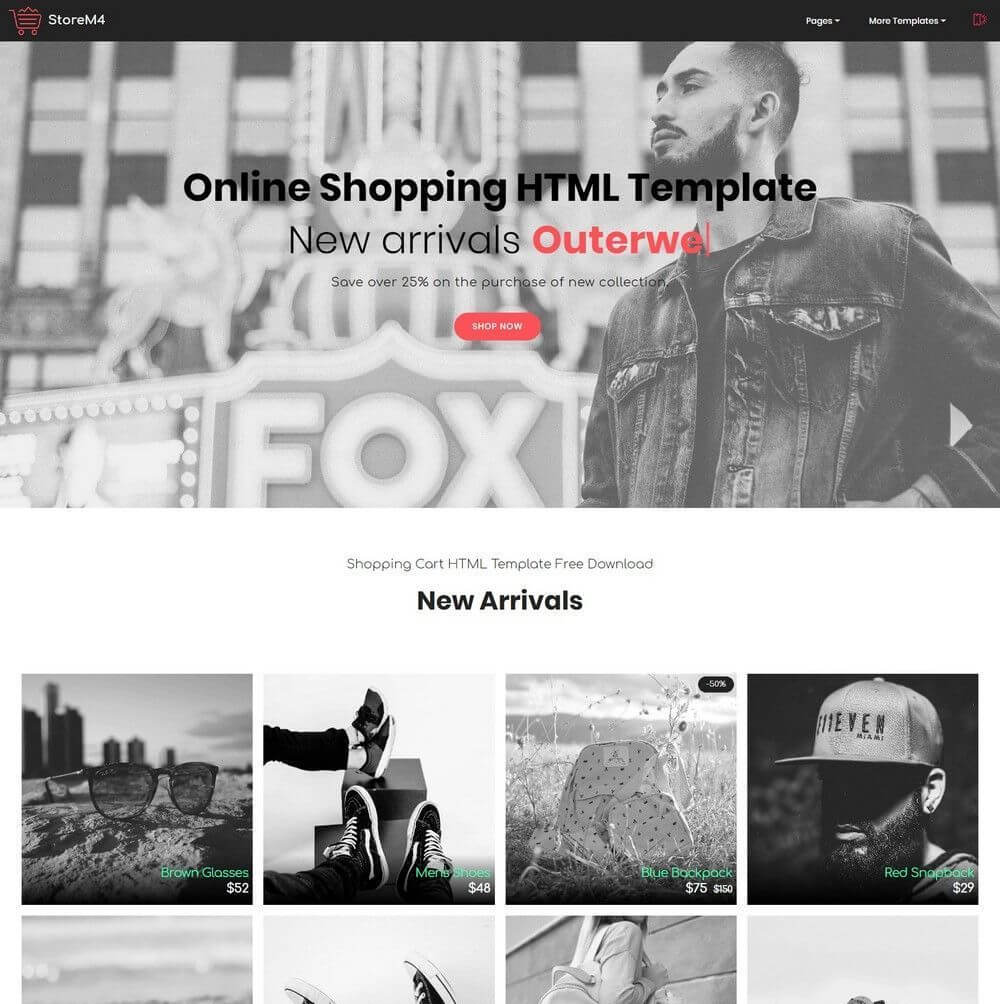 StoreM4
Pages
More Templates
Online Shopping HTML Template
New arrivals Outerwe
Save over 25% on the purchase of new collection.
SHOP NOW
FOX
Shopping Cart HTML Template Free Download
New Arrivals
-50%
MIAMI
Brown Glasses
$52
Mens Shoes
$48
Blue Backpack
$75 $150
Red Snapback
$29